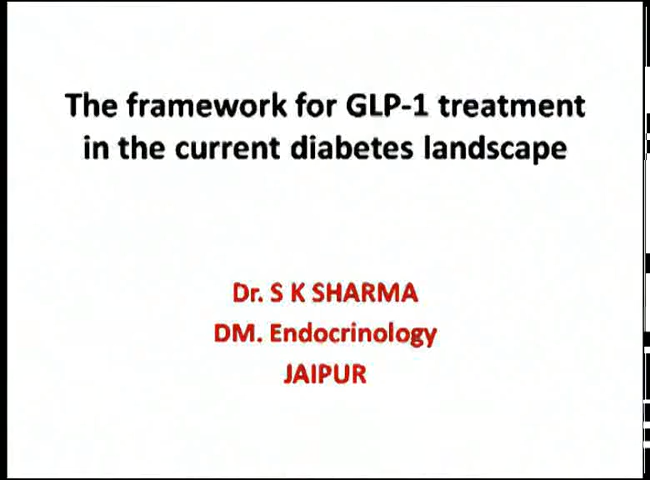 The framework for GLP-1 treatment
in the current diabetes landscape
Dr. S K SHARMA
DM. Endocrinology
JAIPUR